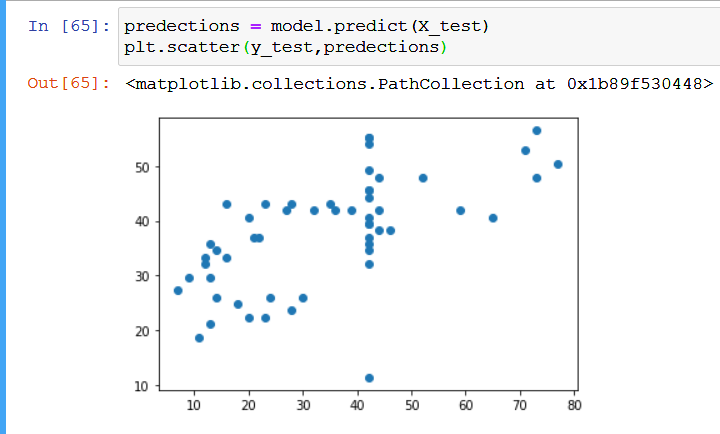 In [65]: predections = model.predict(X_test)
plt.scatter(y_test,predections)
Out[65]: <matplotlib.collections.PathCollection at 0x1b89f530448>
50
40
30
20
10
10 20 30 40 50 60 70 80